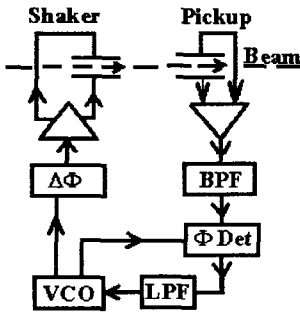 Shaker Pickup
Beam
ΔΦ BPF
Φ Det
VCO LPF